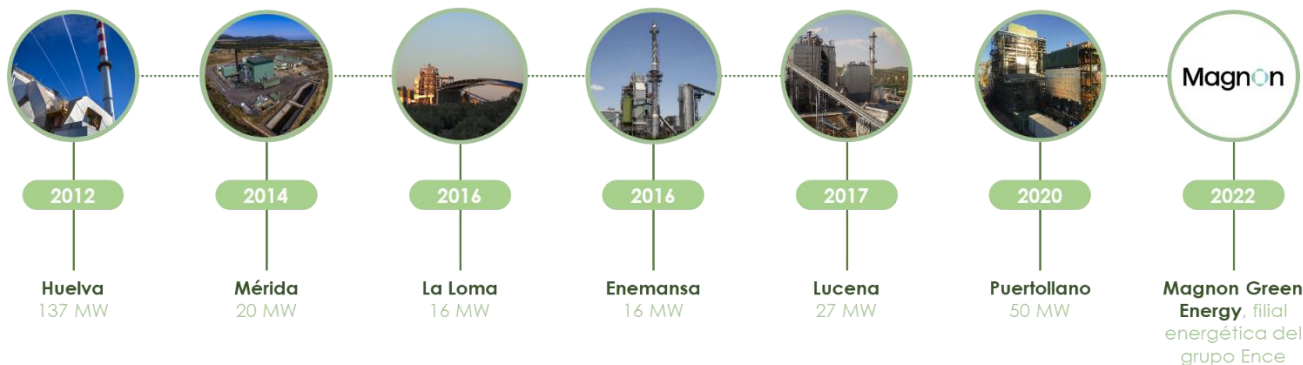 Magnon
2012
2014
2016
2016
2017
2020
2022
Huelva
137 MW
Mérida
20 MW
La Loma
16 MW
Enemansa
16 MW
Lucena
27 MW
Puertollano
50 MW
Magnon Green
Energy, filial
energética del
grupo Ence